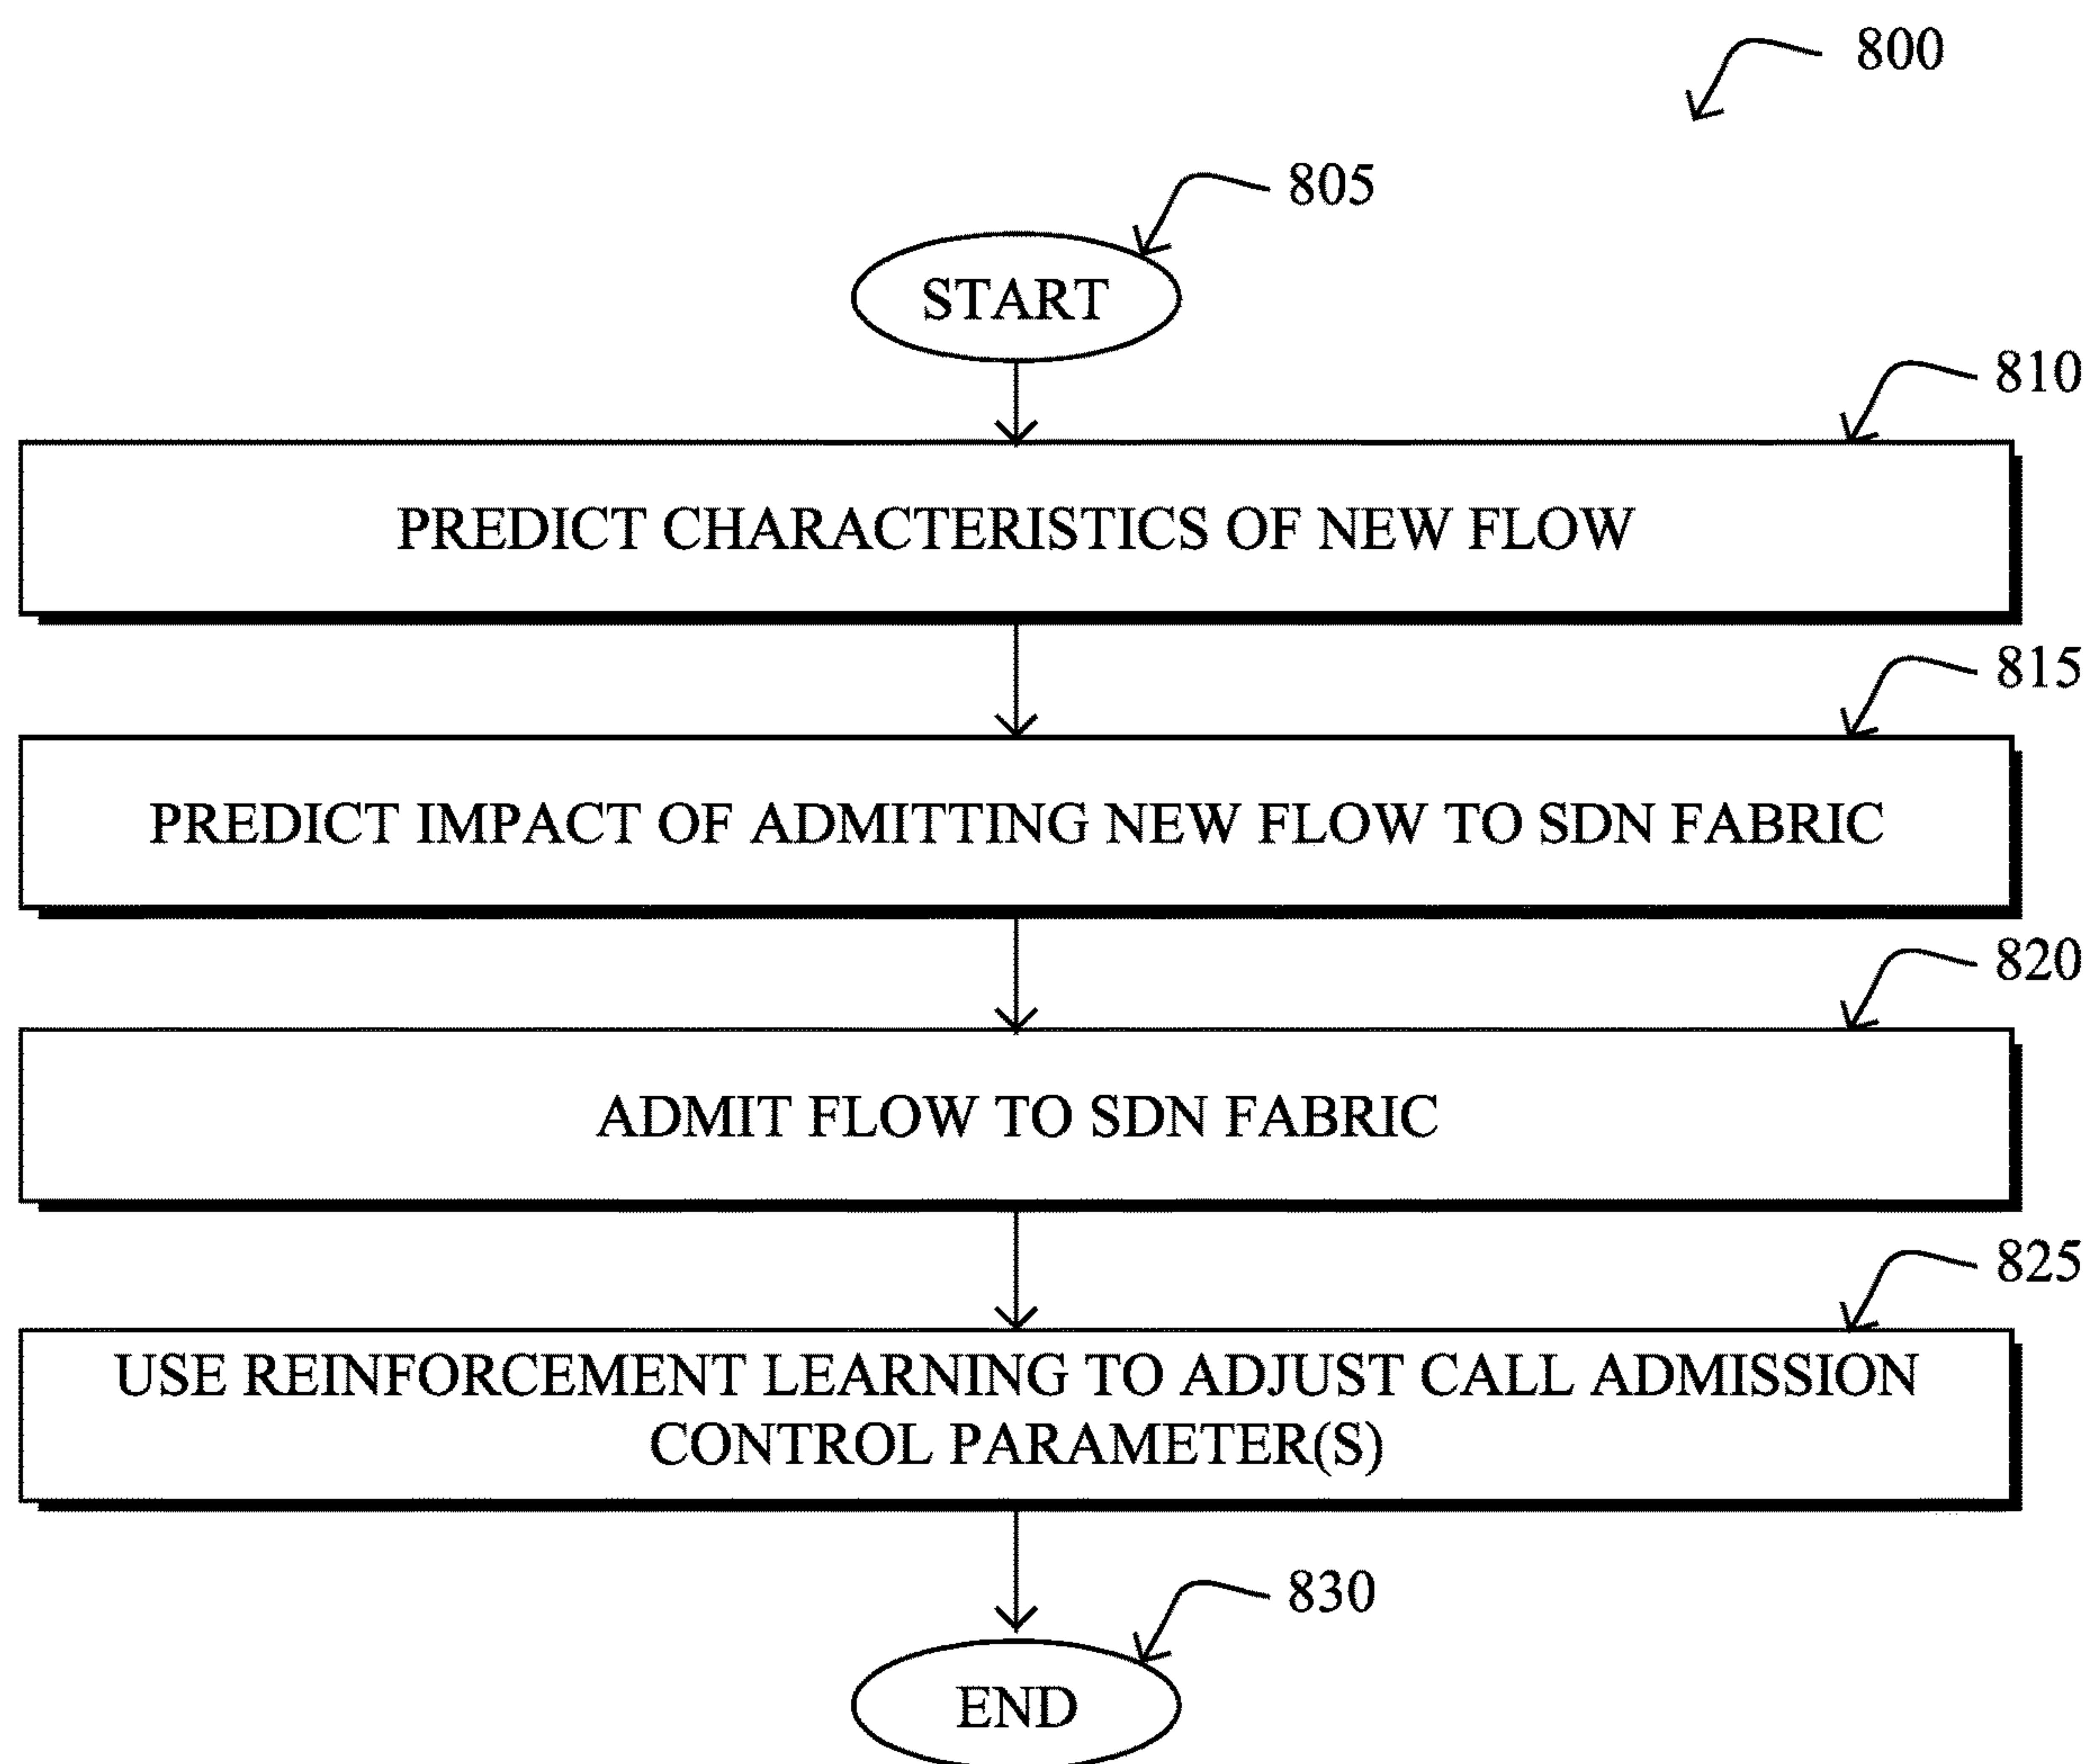 800
805
START
810
PREDICT CHARACTERISTICS OF NEW FLOW
815
PREDICT IMPACT OF ADMITTING NEW FLOW TO SDN FABRIC
820
ADMIT FLOW TO SDN FABRIC
825
USE REINFORCEMENT LEARNING TO ADJUST CALL ADMISSION
CONTROL PARAMETER(S)
830
END